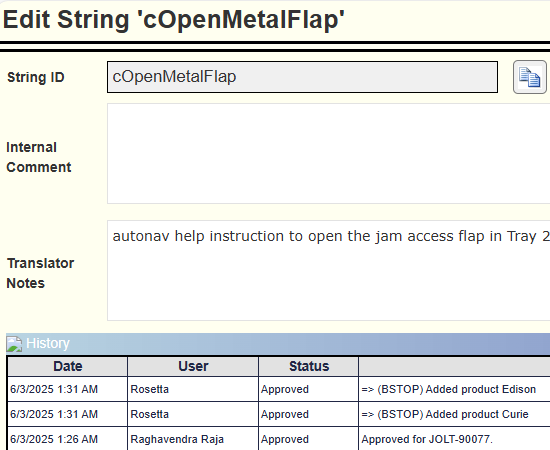 Edit String 'cOpenMetalFlap'
String ID cOpenMetalFlap
Internal
Comment
autonav help instruction to open the jam access flap in Tray 2
Translator
Notes
History
Date User Status
6/3/2025 1:31 AM Rosetta Approved => (BSTOP) Added product Edison
6/3/2025 1:31 AM Rosetta Approved => (BSTOP) Added product Curie
6/3/2025 1:26 AM Raghavendra Raja Approved Approved for JOLT-90077.